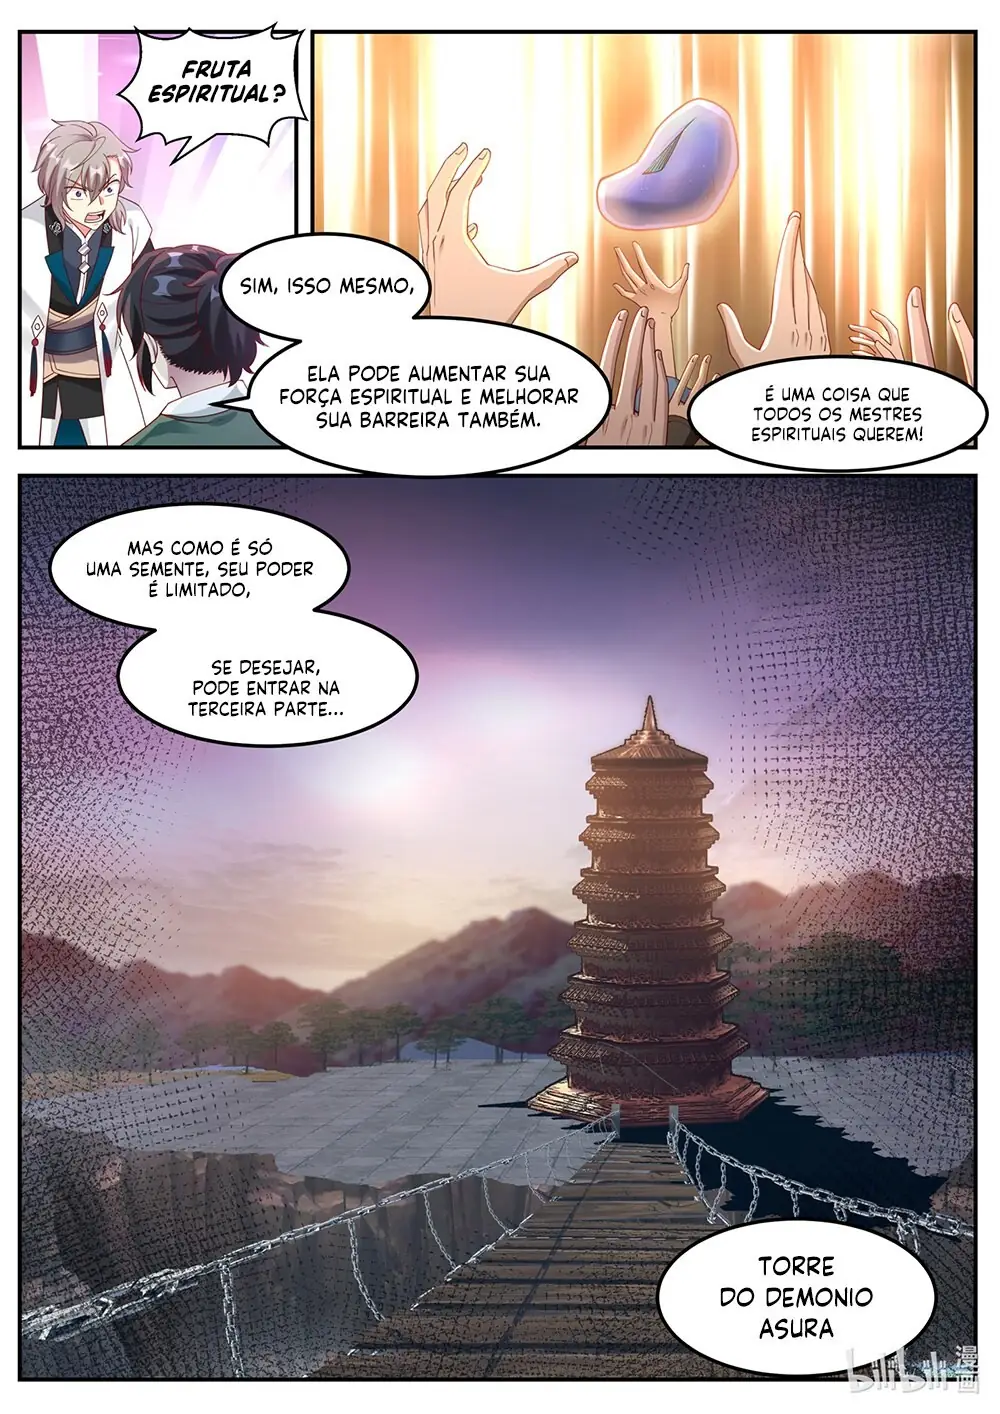 FRUTA
ESPIRITUAL?
SIM, ISSO MESMO,
ELA PODE AUMENTAR SUA
FORÇA ESPIRITUAL E MELHORAR
SUA BARREIRA TAMBÉM.
É UMA COISA QUE
TODOS OS MESTRES
ESPIRITUAIS QUEREM!
MAS COMO É SÓ
UMA SEMENTE, SEU PODER
É LIMITADO,
SE DESEJAR,
PODE ENTRAR NA
TERCEIRA PARTE...
TORRE
DO DEMONIO
ASURA
bilibili 漫画